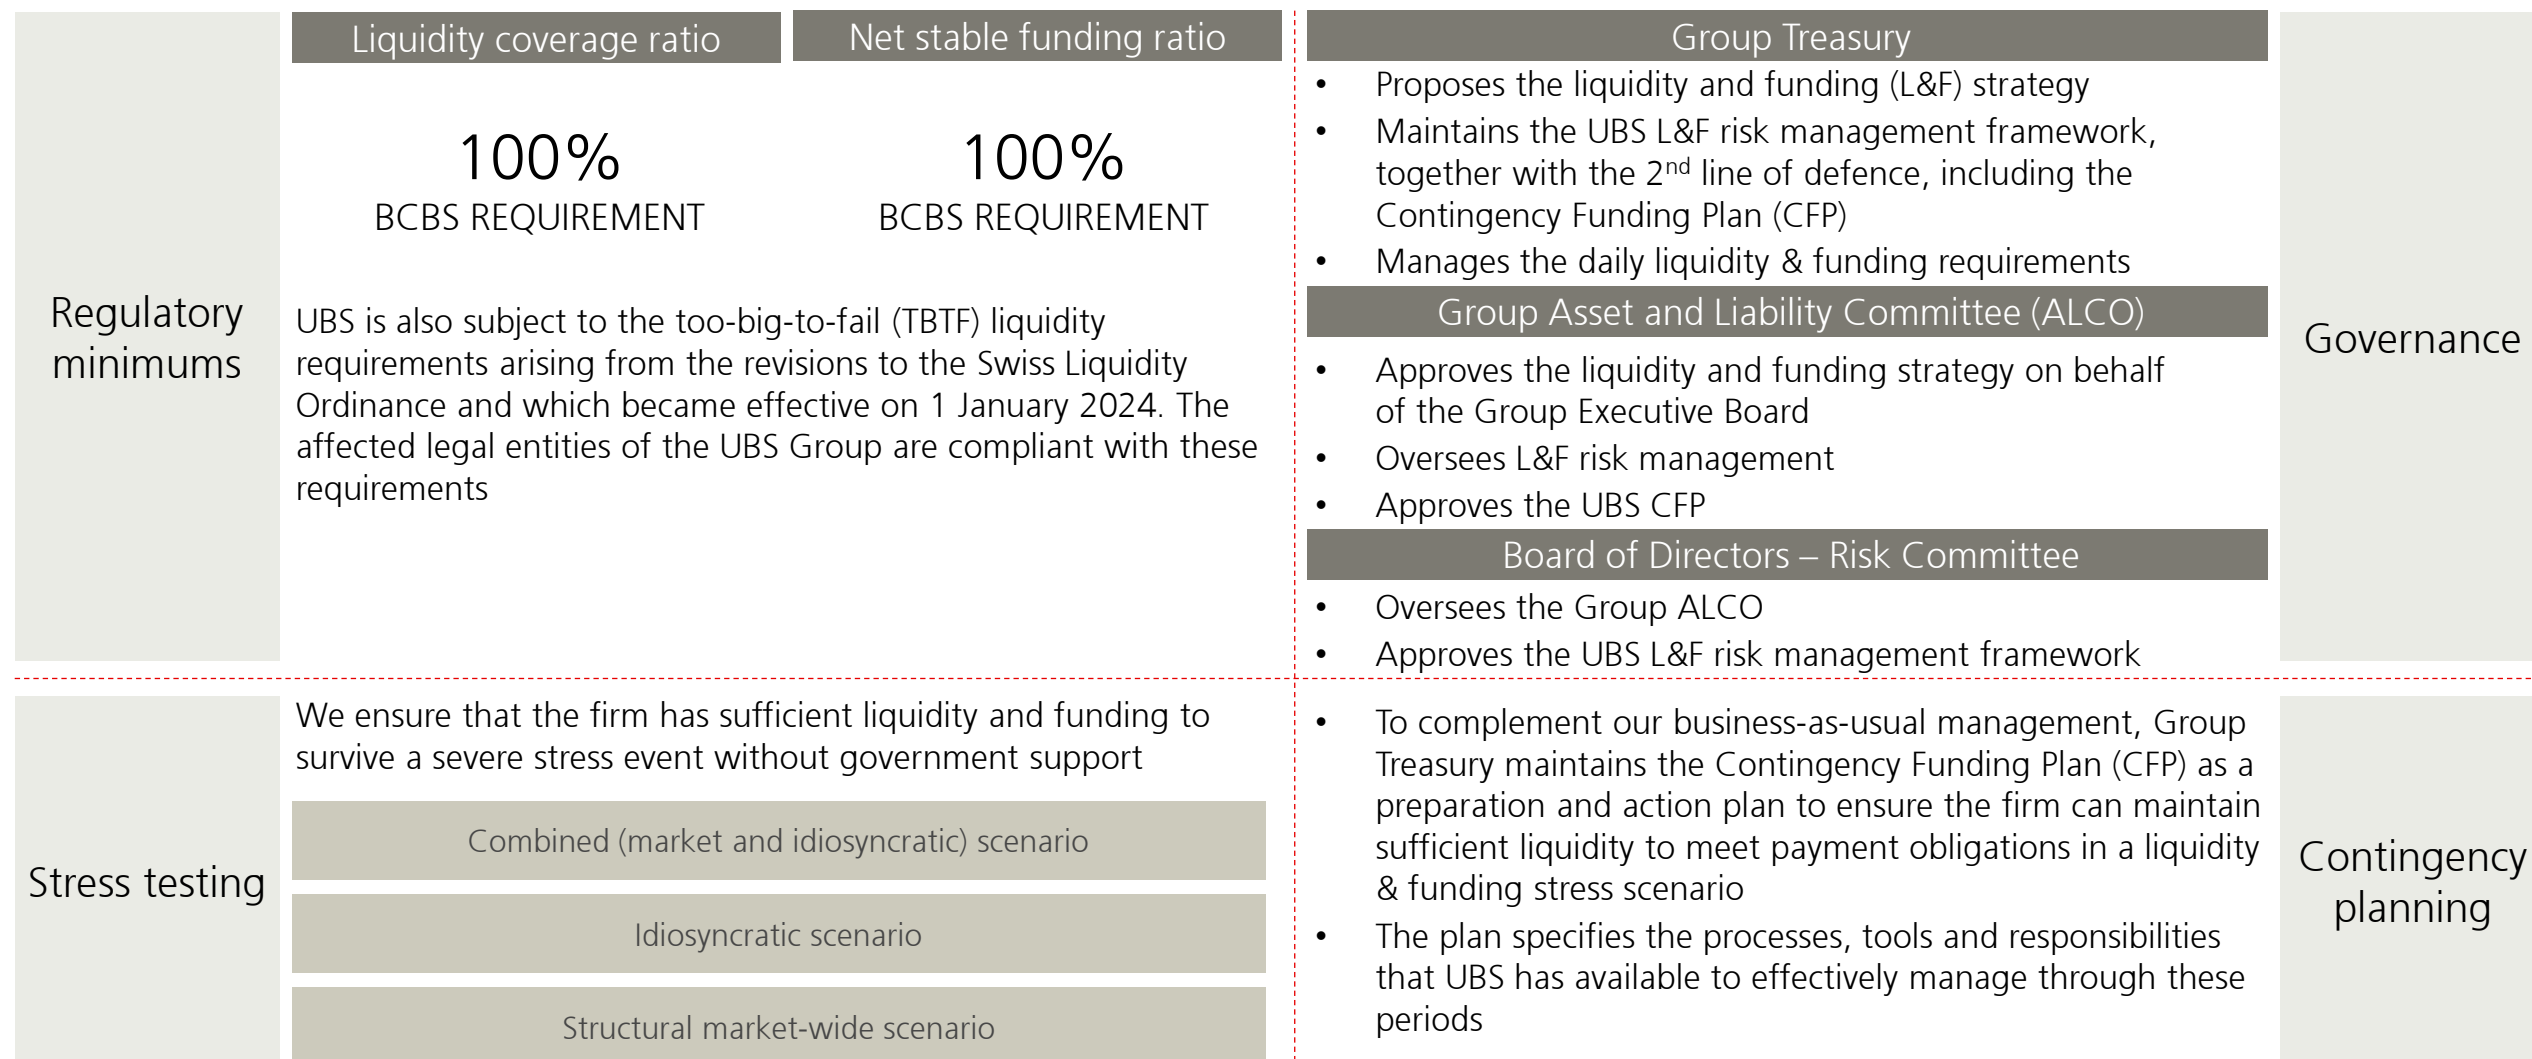 Regulatory
minimums
Liquidity coverage ratio
Net stable funding ratio
100%
BCBS REQUIREMENT
100%
BCBS REQUIREMENT
UBS is also subject to the too-big-to-fail (TBTF) liquidity
requirements arising from the revisions to the Swiss Liquidity
Ordinance and which became effective on 1 January 2024. The
affected legal entities of the UBS Group are compliant with these
requirements
Group Treasury
• Proposes the liquidity and funding (L&F) strategy
• Maintains the UBS L&F risk management framework,
together with the 2nd line of defence, including the
Contingency Funding Plan (CFP)
• Manages the daily liquidity & funding requirements
Group Asset and Liability Committee (ALCO)
• Approves the liquidity and funding strategy on behalf
of the Group Executive Board
• Oversees L&F risk management
• Approves the UBS CFP
Board of Directors – Risk Committee
• Oversees the Group ALCO
• Approves the UBS L&F risk management framework
Governance
Stress testing
We ensure that the firm has sufficient liquidity and funding to
survive a severe stress event without government support
Combined (market and idiosyncratic) scenario
Idiosyncratic scenario
Structural market-wide scenario
• To complement our business-as-usual management, Group
Treasury maintains the Contingency Funding Plan (CFP) as a
preparation and action plan to ensure the firm can maintain
sufficient liquidity to meet payment obligations in a liquidity
& funding stress scenario
• The plan specifies the processes, tools and responsibilities
that UBS has available to effectively manage through these
periods
Contingency
planning